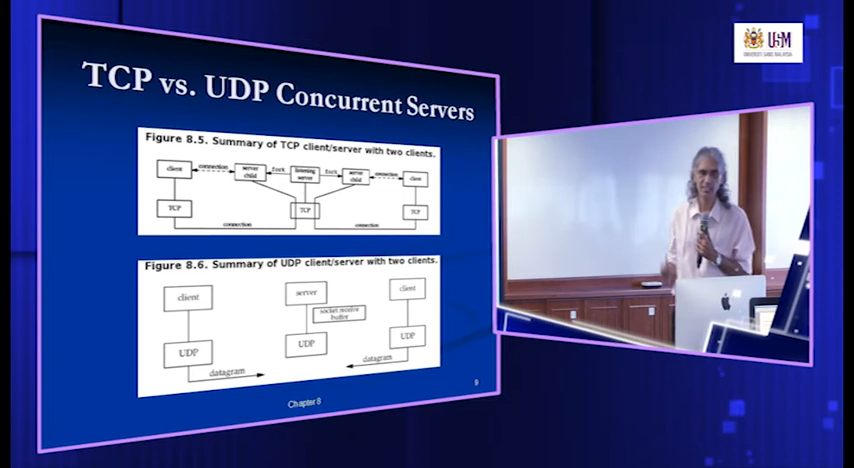 USM
UNIVERSITI SAINS MALAYSIA
TCP vs. UDP Concurrent Servers
Figure 8.5. Summary of TCP client/server with two clients.
client
connection
server
child
fork
listening
server
fork
server
child
connection
client
TCP
TCP
TCP
connection
connection
Figure 8.6. Summary of UDP client/server with two clients.
client
server
client
socket receive
buffer
UDP
UDP
UDP
datagram
datagram
Chapter 8
9